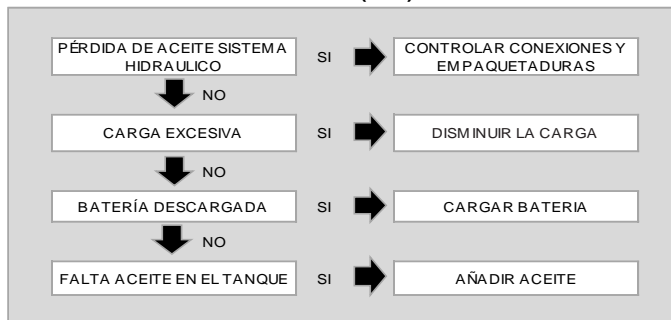 PÉRDIDA DE ACEITE SISTEMA HIDRAULICO
SI
CONTROLAR CONEXIONES Y EMPAQUETADURAS
NO
CARGA EXCESIVA
SI
DISMINUIR LA CARGA
NO
BATERÍA DESCARGADA
SI
CARGAR BATERIA
NO
FALTA ACEITE EN EL TANQUE
SI
AÑADIR ACEITE